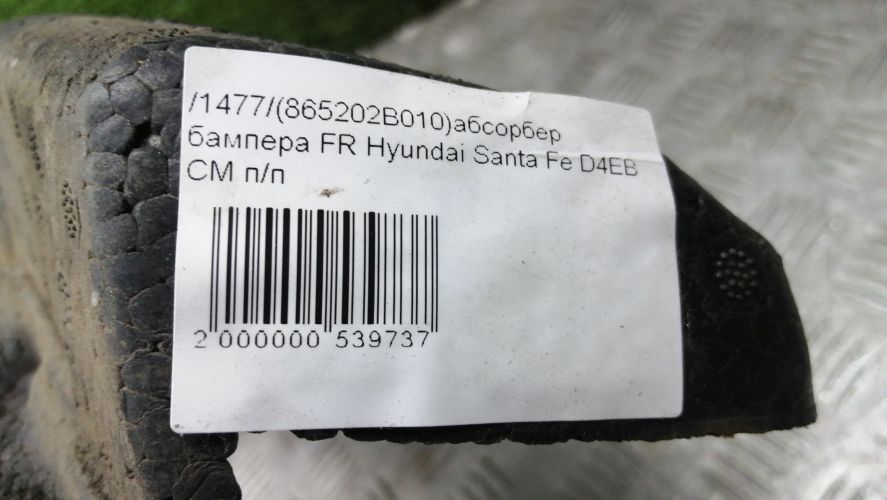 /1477/(865202B010)абсорбер
бампера FR Hyundai Santa Fe D4EB
CM п/п
2 000000 539737